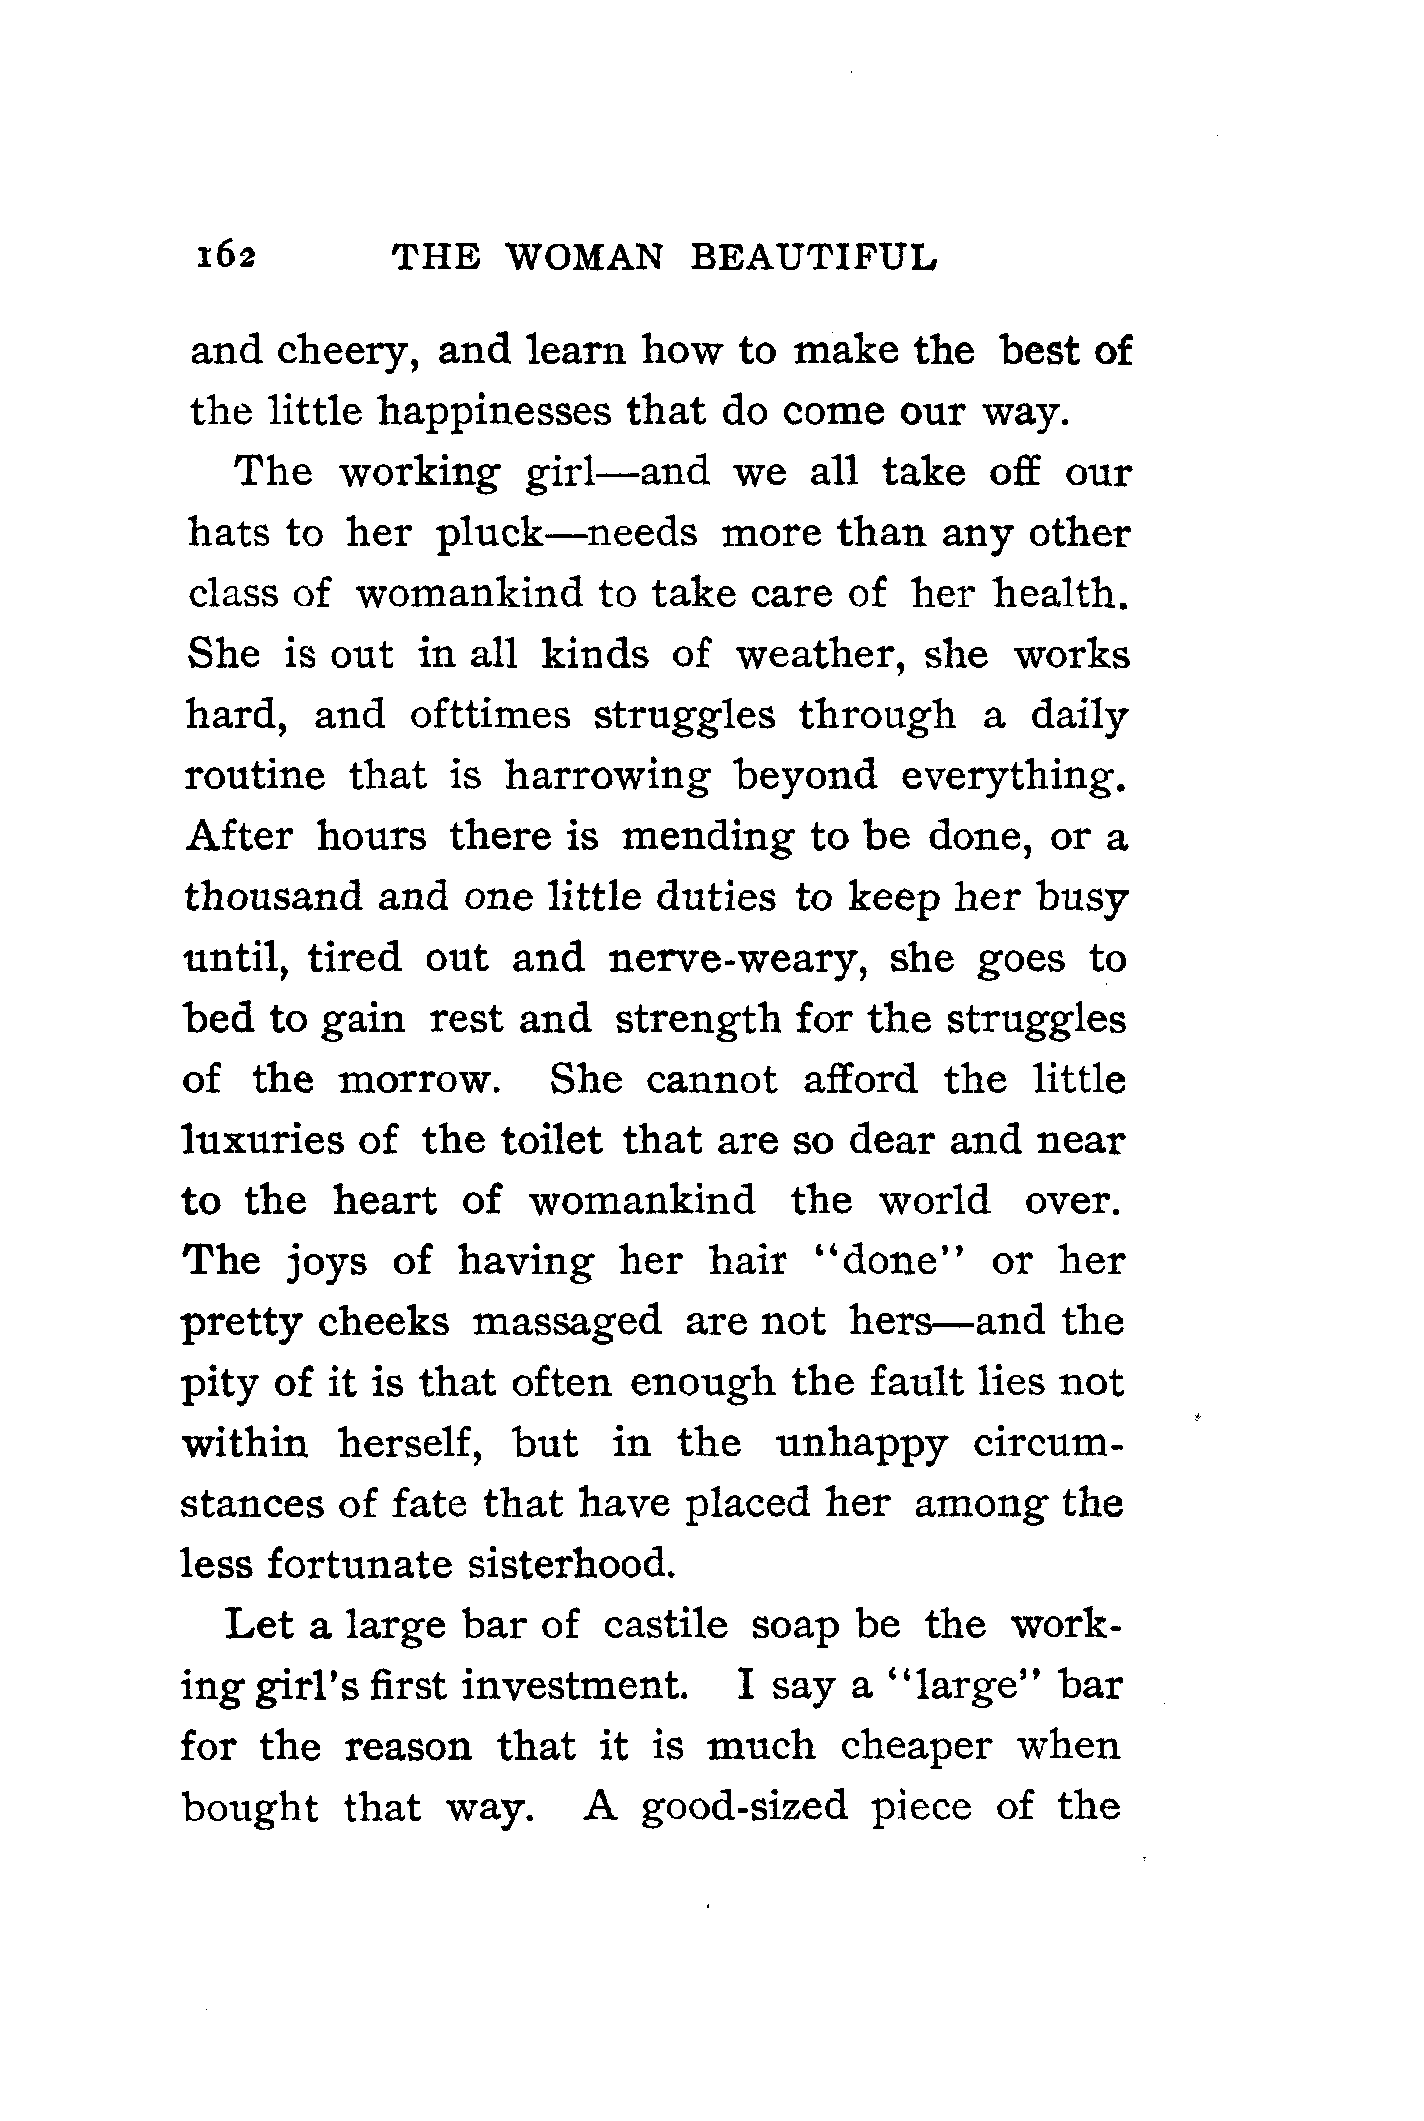 162 THE WOMAN BEAUTIFUL
and cheery, and learn how to make the best of
the little happinesses that do come our way.
The working girl—and we all take off our
hats to her pluck—needs more than any other
class of womankind to take care of her health.
She is out in all kinds of weather, she works
hard, and ofttimes struggles through a daily
routine that is harrowing beyond everything.
After hours there is mending to be done, or a
thousand and one little duties to keep her busy
until, tired out and nerve-weary, she goes to
bed to gain rest and strength for the struggles
of the morrow. She cannot afford the little
luxuries of the toilet that are so dear and near
to the heart of womankind the world over.
The joys of having her hair "done" or her
pretty cheeks massaged are not hers—and the
pity of it is that often enough the fault lies not
within herself, but in the unhappy circum-
stances of fate that have placed her among the
less fortunate sisterhood.
Let a large bar of castile soap be the work-
ing girl's first investment. I say a "large" bar
for the reason that it is much cheaper when
bought that way. A good-sized piece of the